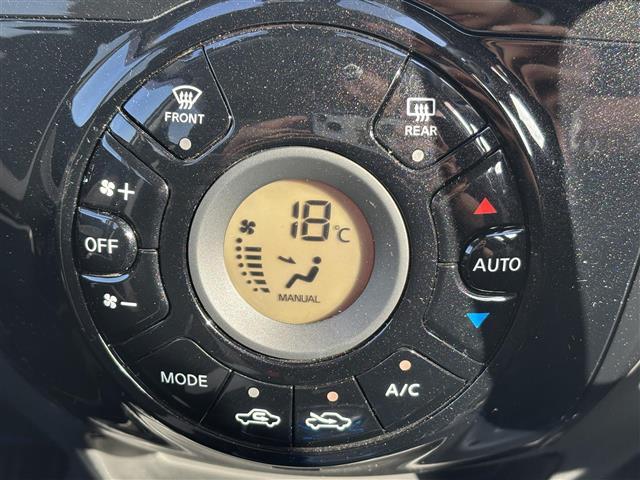 FRONT
REAR
+
OFF
−
18°C
MANUAL
AUTO
MODE
A/C